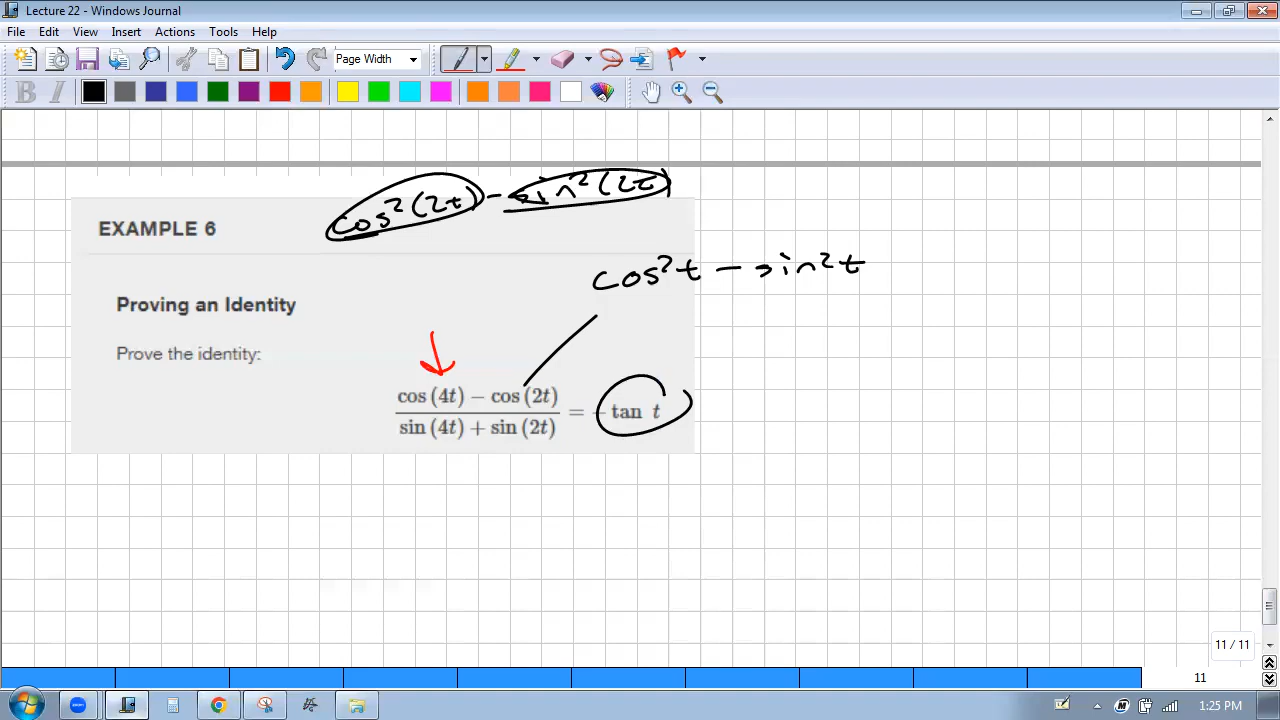 Lecture 22 - Windows Journal
File Edit View Insert Actions Tools Help
Page Width
B I
cos²(2t) - sin²(2t)
EXAMPLE 6
cos²t - sin²t
Proving an Identity
Prove the identity:
cos (4t) − cos (2t)
sin (4t) + sin (2t)
= − tan t
11 / 11
11
1:25 PM